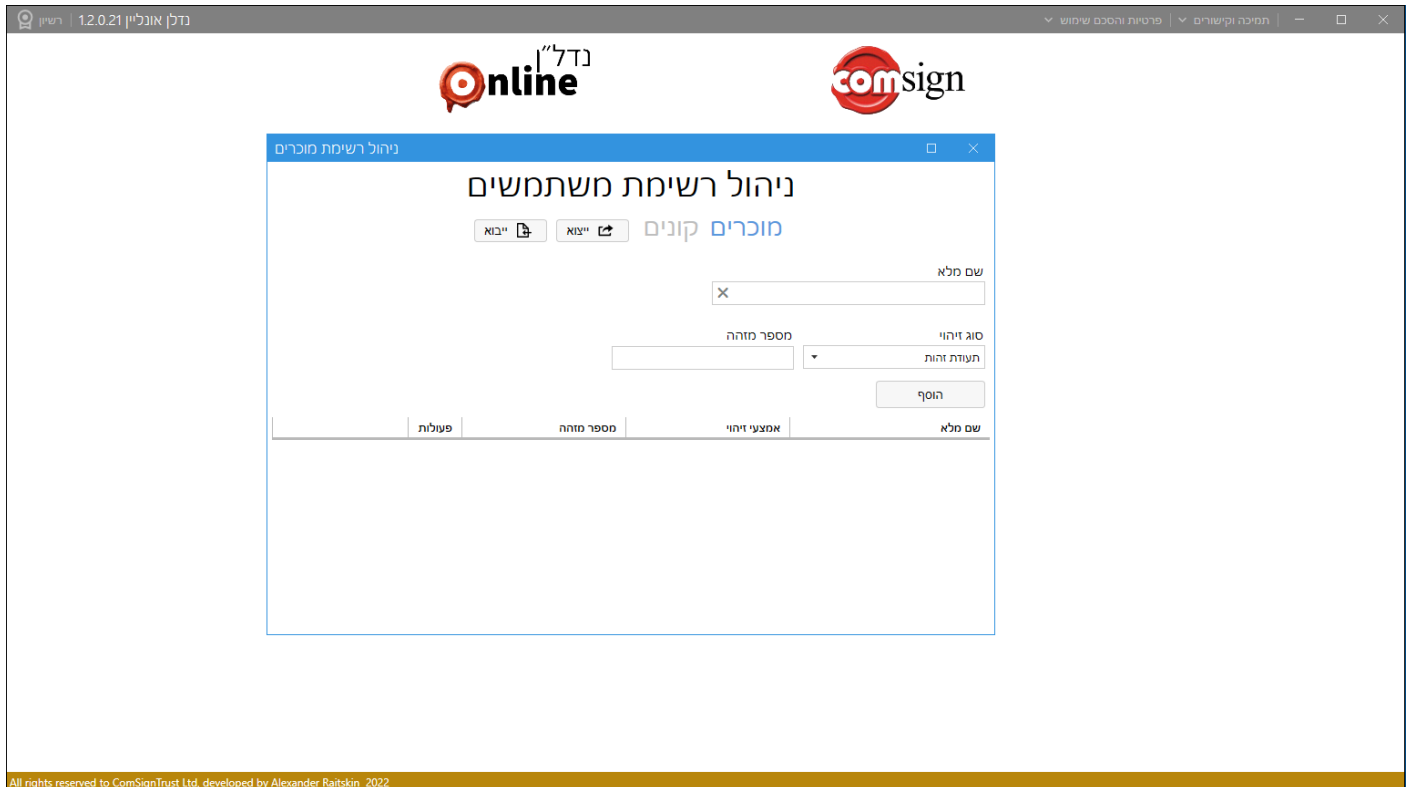 נדלן אונליין 1.2.0.21 | רשיון
תמיכה וקישורים | פרטיות והסכם שימוש
נדל״ן
Online
comsign
ניהול רשימת מוכרים
ניהול רשימת משתמשים
מוכרים קונים ייצוא ייבוא
שם מלא
סוג זיהוי מספר מזהה
תעודת זהות
הוסף
שם מלא אמצעי זיהוי מספר מזהה פעולות
All rights reserved to ComSignTrust Ltd. developed by Alexander Raitskin 2022